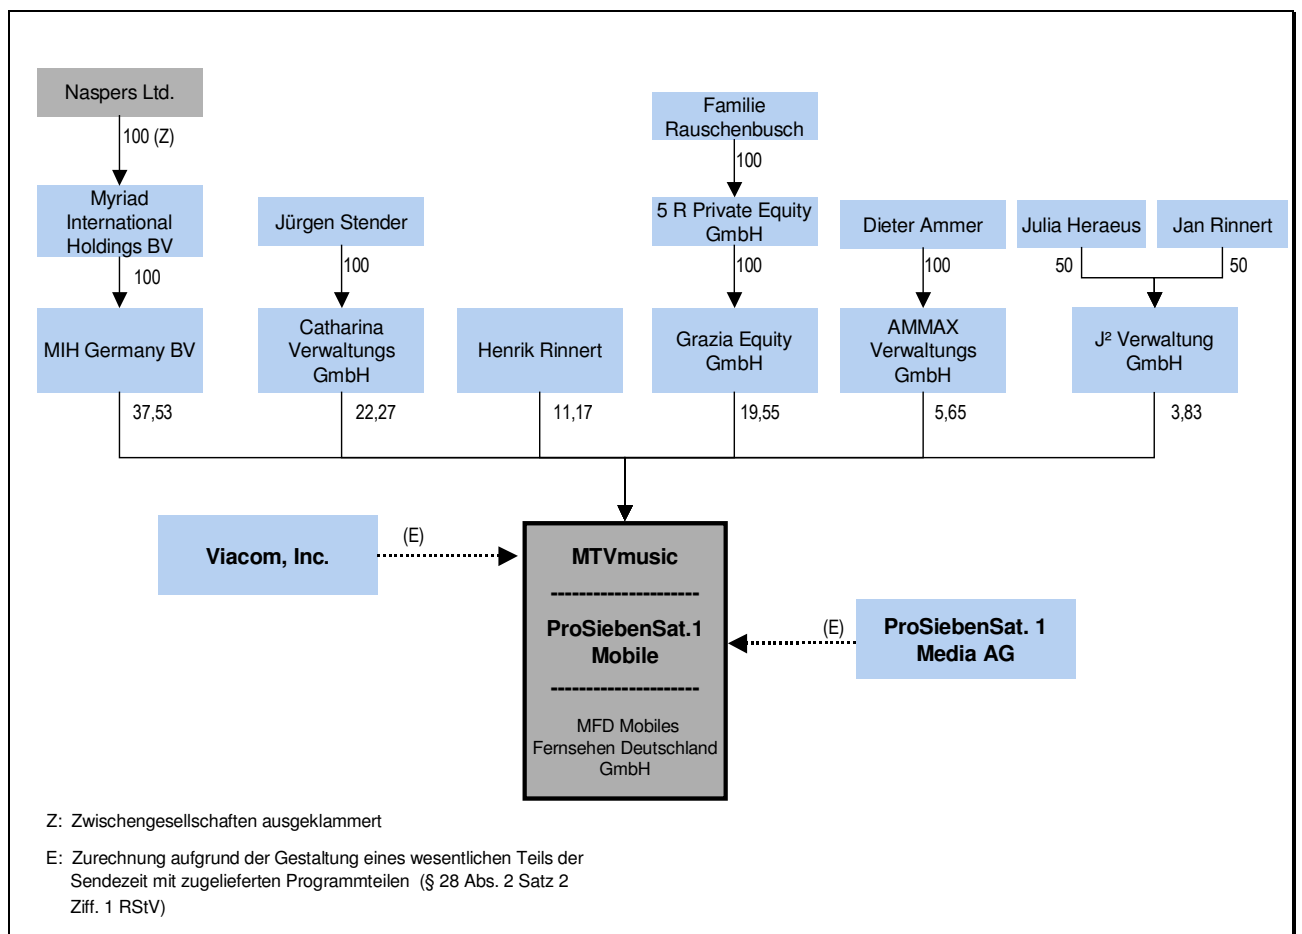 Naspers Ltd.
100 (Z)
Familie
Rauschenbusch
100
Myriad
International
Holdings BV
Jürgen Stender
5 R Private Equity
GmbH
Dieter Ammer
Julia Heraeus
Jan Rinnert
100
100
100
100
50
50
MIH Germany BV
Catharina
Verwaltungs
GmbH
Henrik Rinnert
Grazia Equity
GmbH
AMMAX
Verwaltungs
GmbH
J² Verwaltung
GmbH
37,53
22,27
11,17
19,55
5,65
3,83
Viacom, Inc.
(E)
MTVmusic
---------------------
ProSiebenSat.1
Mobile
---------------------
MFD Mobiles
Fernsehen Deutschland
GmbH
(E)
ProSiebenSat. 1
Media AG
Z: Zwischengesellschaften ausgeklammert
E: Zurechnung aufgrund der Gestaltung eines wesentlichen Teils der
Sendezeit mit zugelieferten Programmteilen (§ 28 Abs. 2 Satz 2
Ziff. 1 RStV)